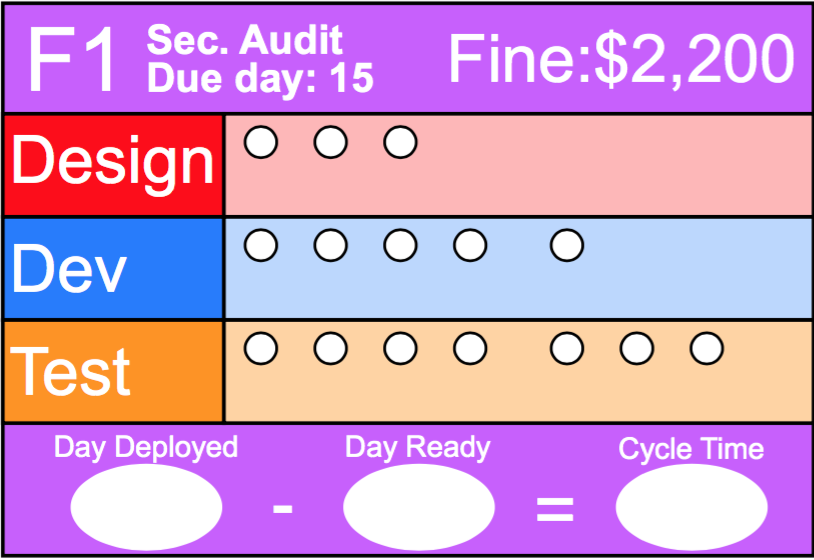 F1
Sec. Audit
Due day: 15
Fine:$2,200
Design
Dev
Test
Day Deployed
Day Ready
Cycle Time
- =